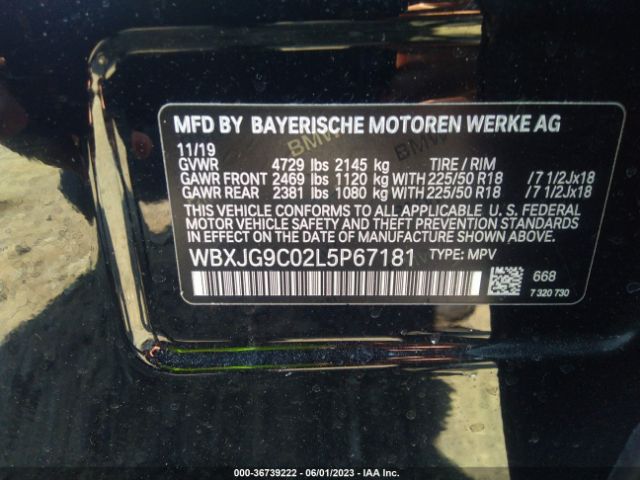 MFD BY BAYERISCHE MOTOREN WERKE AG
11/19
GVWR 4729 lbs 2145 kg TIRE / RIM
GAWR FRONT 2469 lbs 1120 kg WITH 225/50 R18 /7 1/2Jx18
GAWR REAR 2381 lbs 1080 kg WITH 225/50 R18 /7 1/2Jx18
THIS VEHICLE CONFORMS TO ALL APPLICABLE U. S. FEDERAL
MOTOR VEHICLE SAFETY AND THEFT PREVENTION STANDARDS
IN EFFECT ON THE DATE OF MANUFACTURE SHOWN ABOVE.
WBXJG9C02L5P67181 TYPE: MPV
668
7 320 730
000-36739222 - 06/01/2023 - IAA Inc.